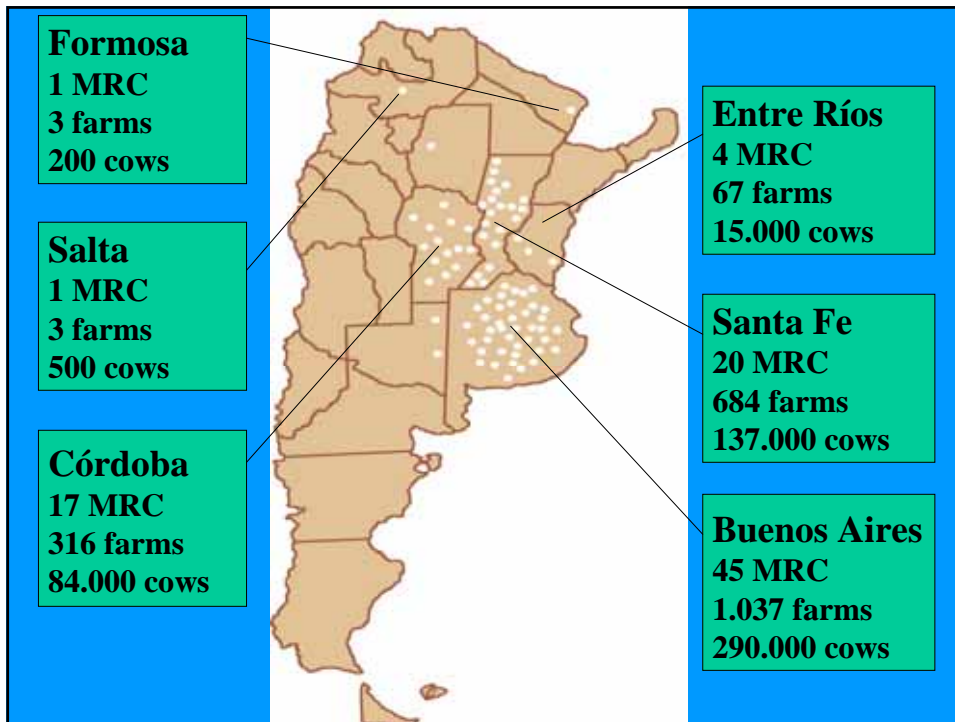 Formosa
1 MRC
3 farms
200 cows
Salta
1 MRC
3 farms
500 cows
Córdoba
17 MRC
316 farms
84.000 cows
Entre Ríos
4 MRC
67 farms
15.000 cows
Santa Fe
20 MRC
684 farms
137.000 cows
Buenos Aires
45 MRC
1.037 farms
290.000 cows